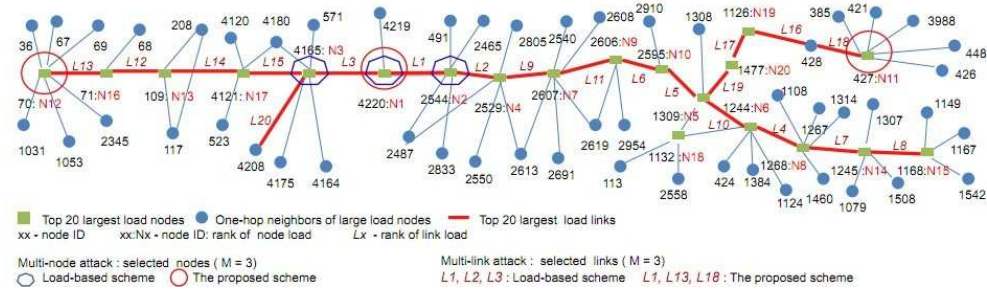 36
67
69
68
208
4120
4180
571
4165: N3
4219
491
2465
2805
2540
2608
2606:N9
2910
2595:N10
1308
1126:N19
L16
385
421
3988
L18
428
427:N11
448
426
L13
L12
L14
L15
L3
L1
L2
L9
L11
L6
L5
L17
1477:N20
L19
70: N12
71:N16
109: N13
4121: N17
L20
4220:N1
2544: N2
2529: N4
2607: N7
1309:N5
1244: N6
L10
L4
1108
1267
1314
L7
1307
L8
1149
1167
1031
1053
2345
117
523
4208
4175
4164
2487
2833
2550
2613
2691
2619
2954
1132 :N18
113
2558
424
1384
1124
1268:N8
1460
1245: N14
1079
1508
1168:N15
1542
Top 20 largest load nodes
One-hop neighbors of large load nodes
Top 20 largest load links
xx - node ID
xx:Nx - node ID: rank of node load
Lx - rank of link load
Multi-node attack : selected nodes ( M = 3)
Multi-link attack : selected links ( M = 3)
Load-based scheme
The proposed scheme
L1, L2, L3 : Load-based scheme
L1, L13, L18 : The proposed scheme